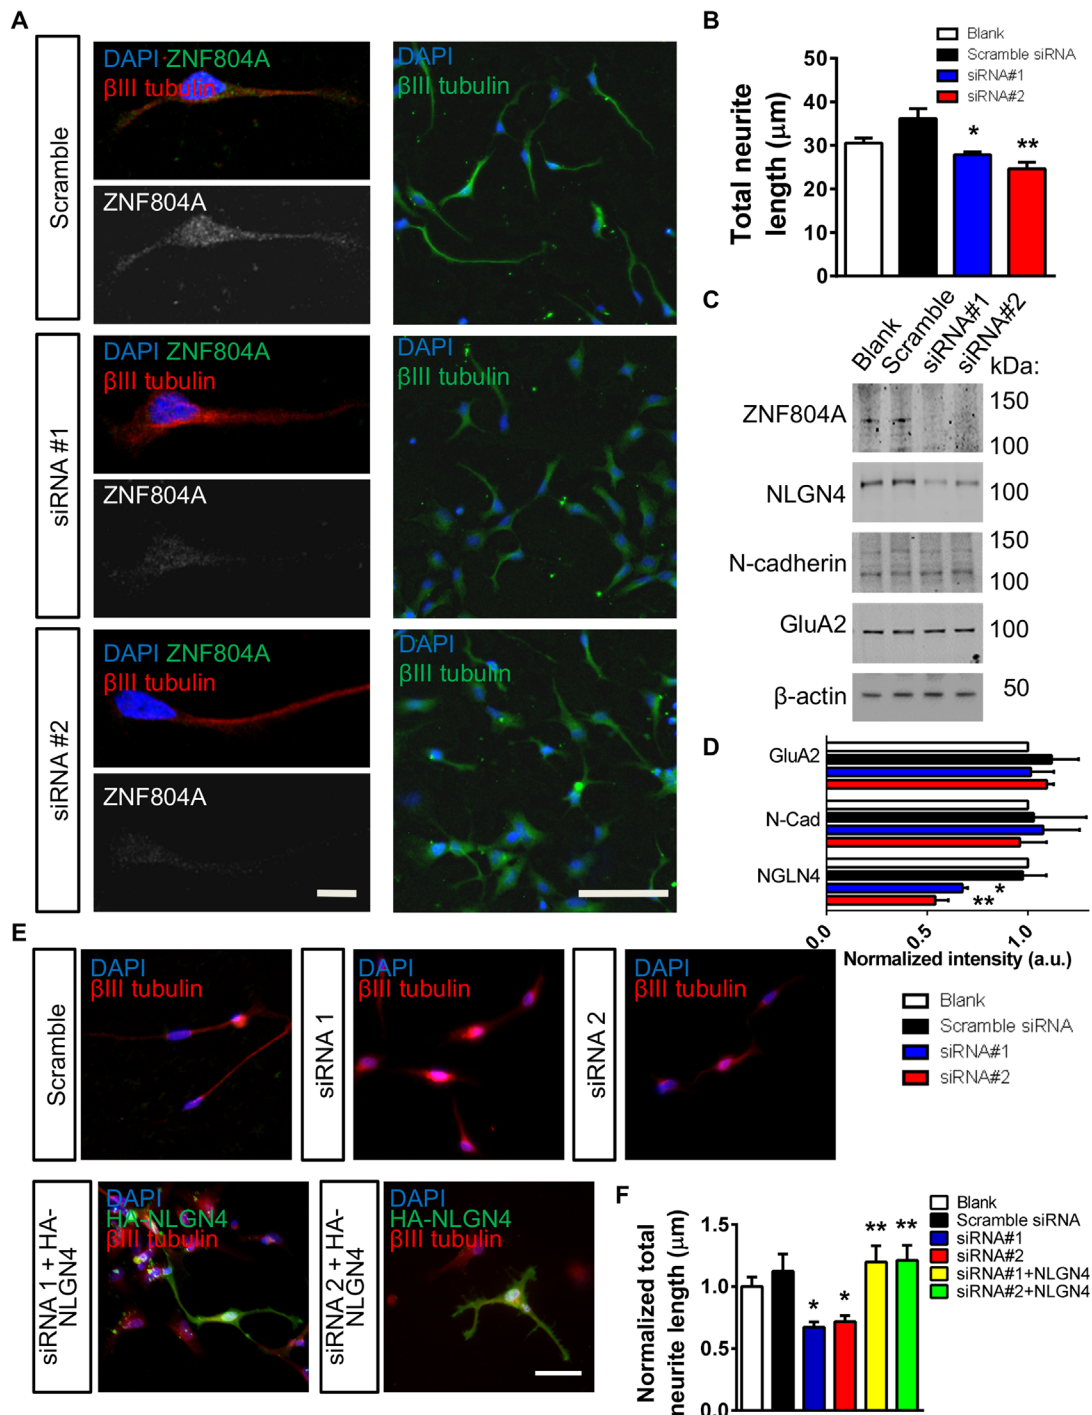 A
Scramble
DAPI ZNF804A
βIII tubulin
ZNF804A
DAPI
βIII tubulin
siRNA #1
DAPI ZNF804A
βIII tubulin
ZNF804A
DAPI
βIII tubulin
siRNA #2
DAPI ZNF804A
βIII tubulin
ZNF804A
DAPI
βIII tubulin
B
Blank
Scramble siRNA
siRNA#1
siRNA#2
Total neurite
length (μm)
50
40
30
20
10
0
*
**
C
Blank
Scramble
siRNA#1
siRNA#2
kDa:
ZNF804A
150
100
NLGN4
100
N-cadherin
150
100
GluA2
100
β-actin
50
D
GluA2
N-Cad
NGLN4
*
**
0.0
0.5
1.0
Normalized intensity (a.u.)
Blank
Scramble siRNA
siRNA#1
siRNA#2
E
Scramble
DAPI
βIII tubulin
siRNA 1
DAPI
βIII tubulin
siRNA 2
DAPI
βIII tubulin
siRNA 1 + HA-
NLGN4
DAPI
HA-NLGN4
βIII tubulin
siRNA 2 + HA-
NLGN4
DAPI
HA-NLGN4
βIII tubulin
F
Blank
Scramble siRNA
siRNA#1
siRNA#2
siRNA#1+NLGN4
siRNA#2+NLGN4
Normalized total
neurite length (μm)
1.5
1.0
0.5
0.0
*
*
**
**